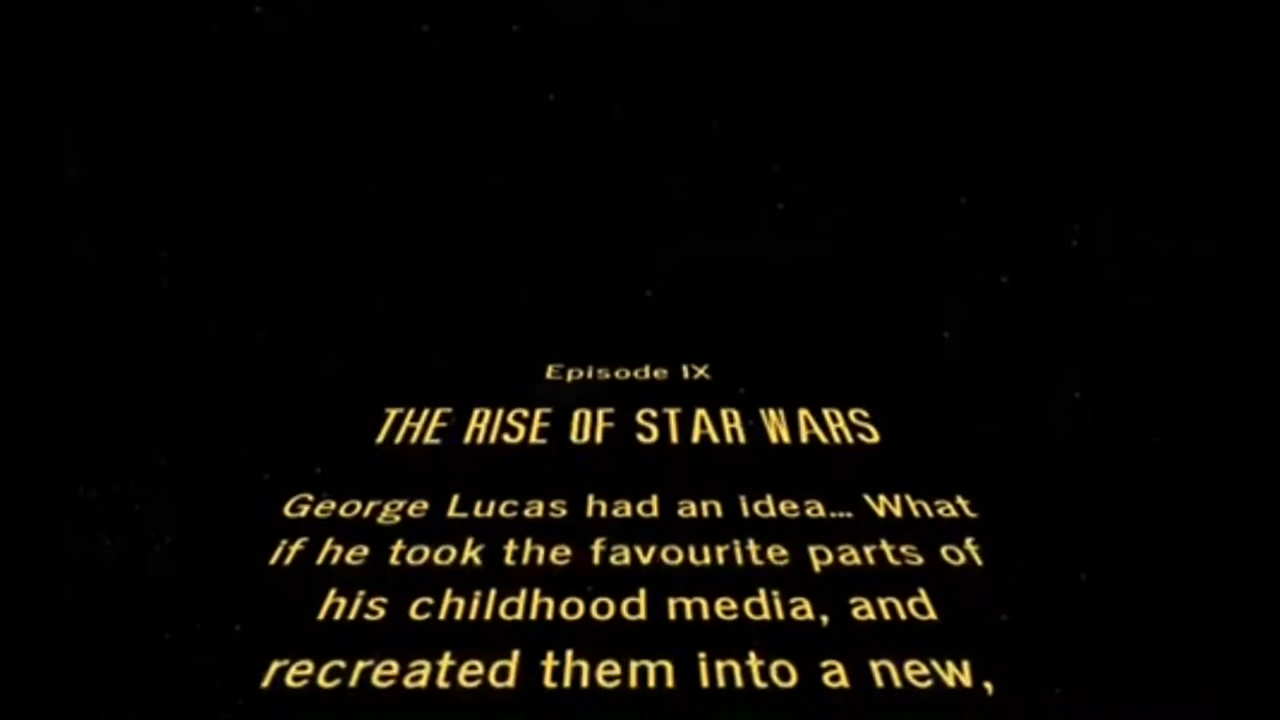 Episode IX
THE RISE OF STAR WARS
George Lucas had an idea... What
if he took the favourite parts of
his childhood media, and
recreated them into a new,